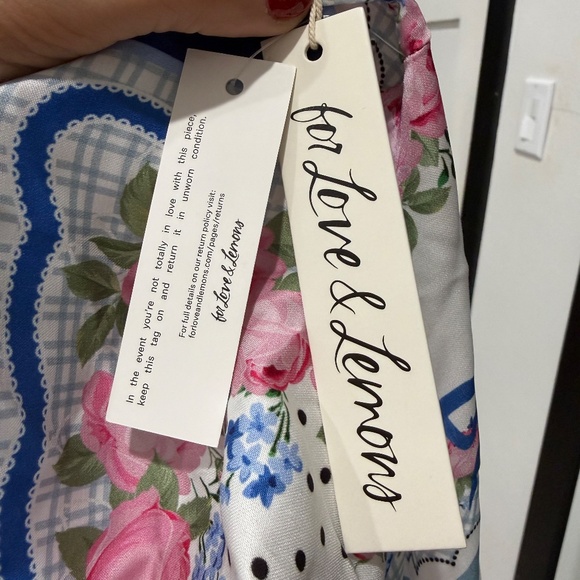 for Love & Lemons
In the event you're not totally in love with this piece,
keep this tag on and return it in unworn condition.
For full details on our return policy visit:
forloveandlemons.com/pages/returns
for Love & Lemons